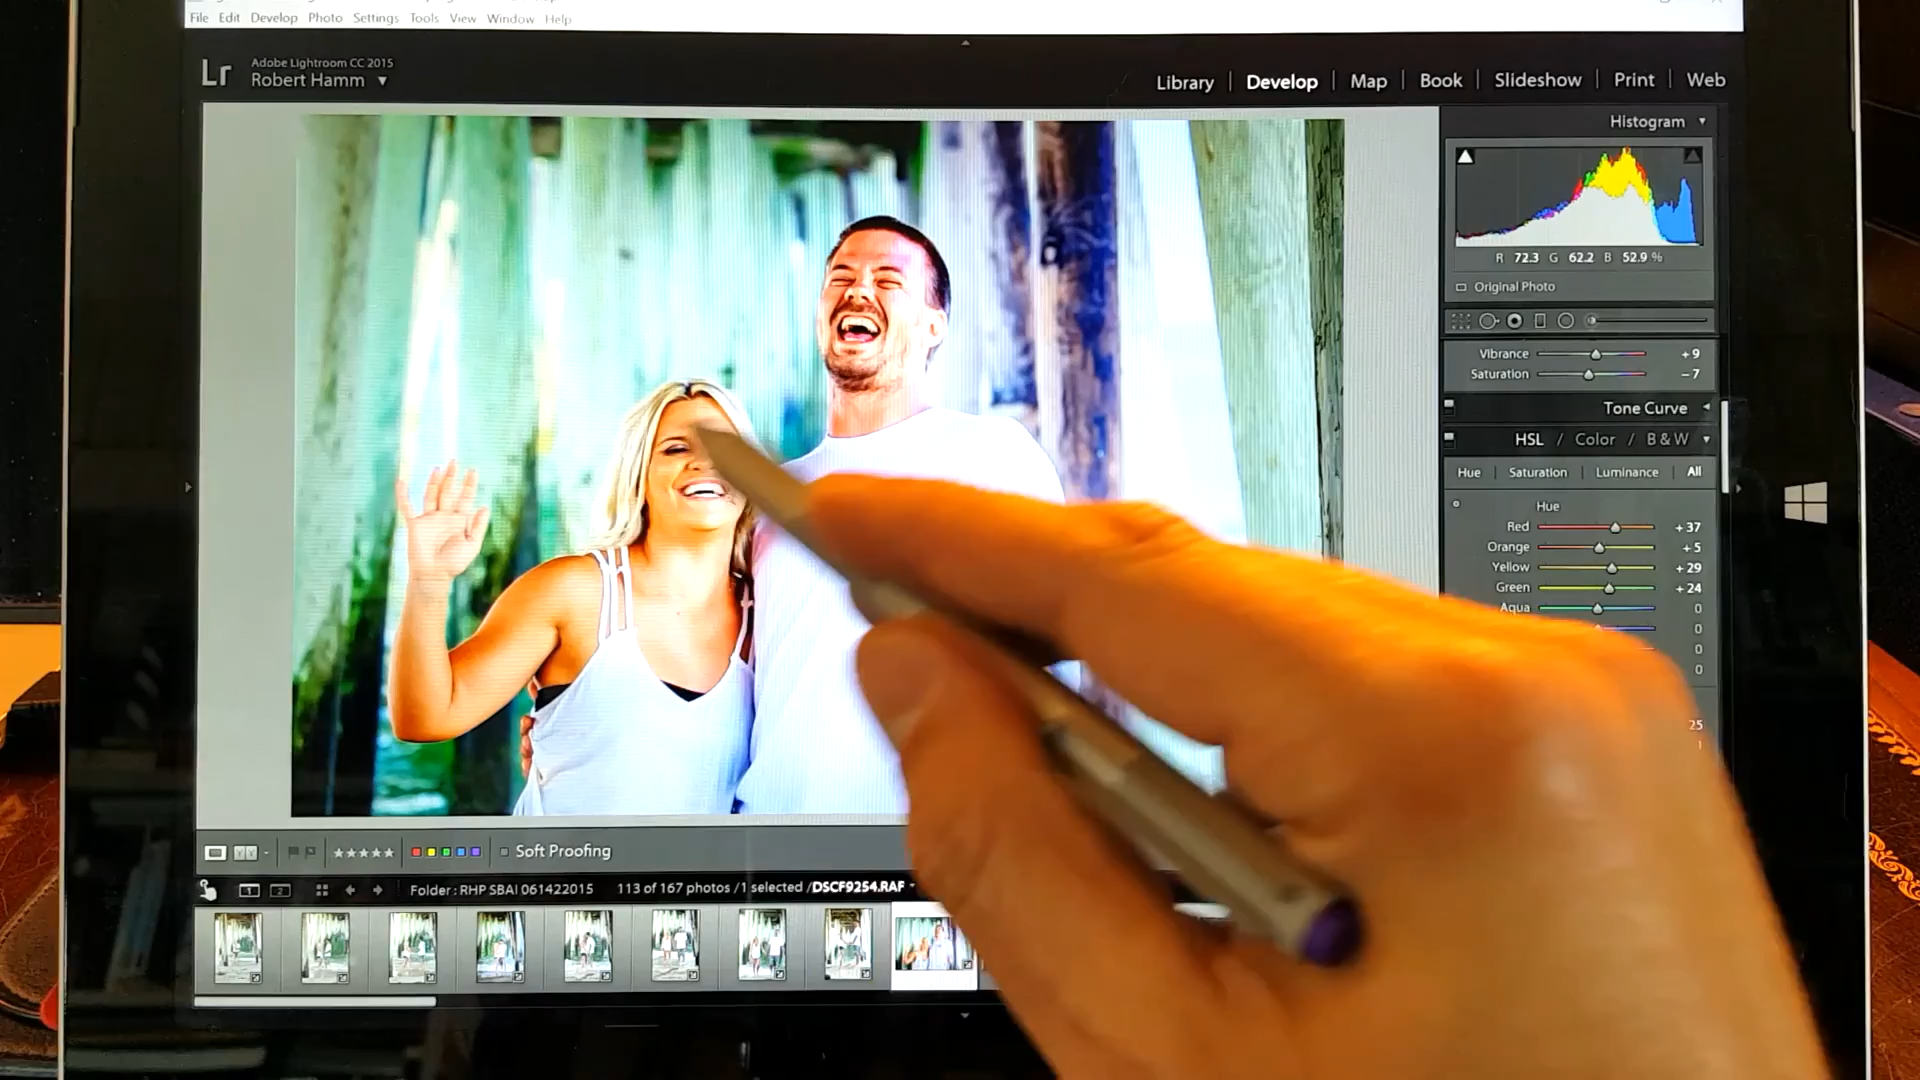 File Edit Develop Photo Settings Tools View Window Help
Lr
Adobe Lightroom CC 2015
Robert Hamm
Library | Develop | Map | Book | Slideshow | Print | Web
Histogram
R 72.3 G 62.2 B 52.9 %
Original Photo
Vibrance +9
Saturation -7
Tone Curve
HSL / Color / B & W
Hue Saturation Luminance All
Hue
Red +37
Orange +5
Yellow +29
Green +24
Aqua 0
0
0
0
25
Soft Proofing
1 2 Folder : RHP SBAI 061422015 113 of 167 photos /1 selected /DSCF9254.RAF